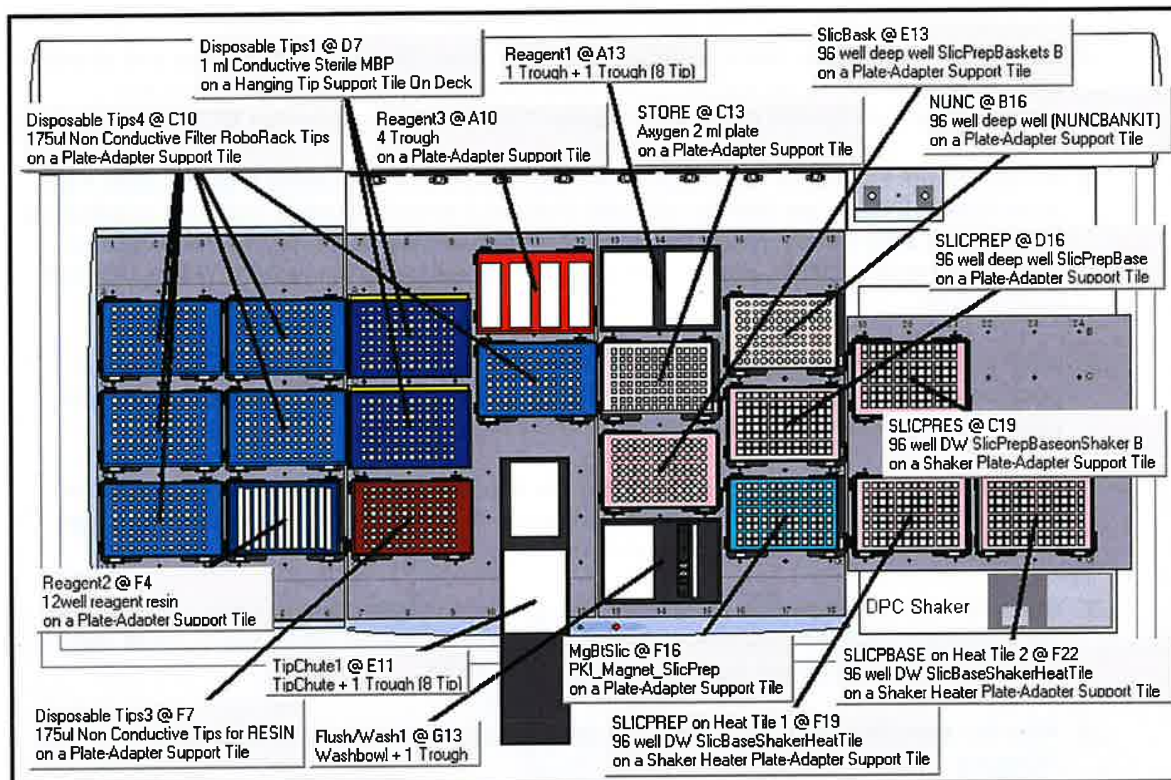 Disposable Tips1 @ D7
1 ml Conductive Sterile MBP
on a Hanging Tip Support Tile On Deck
Reagent1 @ A13
1 Trough + 1 Trough (8 Tip)
SlicBask @ E13
96 well deep well SlicPrepBaskets B
on a Plate-Adapter Support Tile
Disposable Tips4 @ C10
175ul Non Conductive Filter RoboRack Tips
on a Plate-Adapter Support Tile
Reagent3 @ A10
4 Trough
on a Plate-Adapter Support Tile
STORE @ C13
Axygen 2 ml plate
on a Plate-Adapter Support Tile
NUNC @ B16
96 well deep well (NUNCBANKIT)
on a Plate-Adapter Support Tile
SLICPREP @ D16
96 well deep well SlicPrepBase
on a Plate-Adapter Support Tile
SLICPRES @ C19
96 well DW SlicPrepBaseonShaker B
on a Shaker Plate-Adapter Support Tile
Reagent2 @ F4
12well reagent resin
on a Plate-Adapter Support Tile
DPC Shaker
TipChute1 @ E11
TipChute + 1 Trough (8 Tip)
MgBtSlic @ F16
PKI_Magnet_SlicPrep
on a Plate-Adapter Support Tile
SLICPBASE on Heat Tile 2 @ F22
96 well DW SlicBaseShakerHeatTile
on a Shaker Heater Plate-Adapter Support Tile
Disposable Tips3 @ F7
175ul Non Conductive Tips for RESIN
on a Plate-Adapter Support Tile
Flush/Wash1 @ G13
Washbowl + 1 Trough
SLICPREP on Heat Tile 1 @ F19
96 well DW SlicBaseShakerHeatTile
on a Shaker Heater Plate-Adapter Support Tile